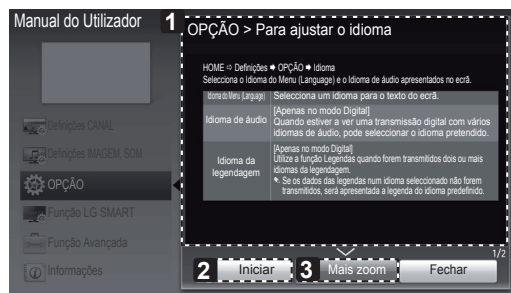 Manual do Utilizador
1
OPÇÃO > Para ajustar o idioma
HOME ⇨ Definições ➧ OPÇÃO ➧ Idioma
Selecciona o Idioma do Menu (Language) e o Idioma de áudio apresentados no ecrã.
Idioma do Menu (Language)
Selecciona um idioma para o texto do ecrã.
Idioma de áudio
[Apenas no modo Digital]
Quando estiver a ver uma transmissão digital com vários
idiomas de áudio, pode seleccionar o idioma pretendido.
Idioma da
legendagem
[Apenas no modo Digital]
Utilize a função Legendas quando forem transmitidos dois ou mais
idiomas da legendagem.
Se os dados das legendas num idioma seleccionado não forem
transmitidos, será apresentada a legenda do idioma predefinido.
Definições CANAL
Definições IMAGEM, SOM
OPÇÃO
Função LG SMART
Função Avançada
Informações
1/2
2
Iniciar
3
Mais zoom
Fechar